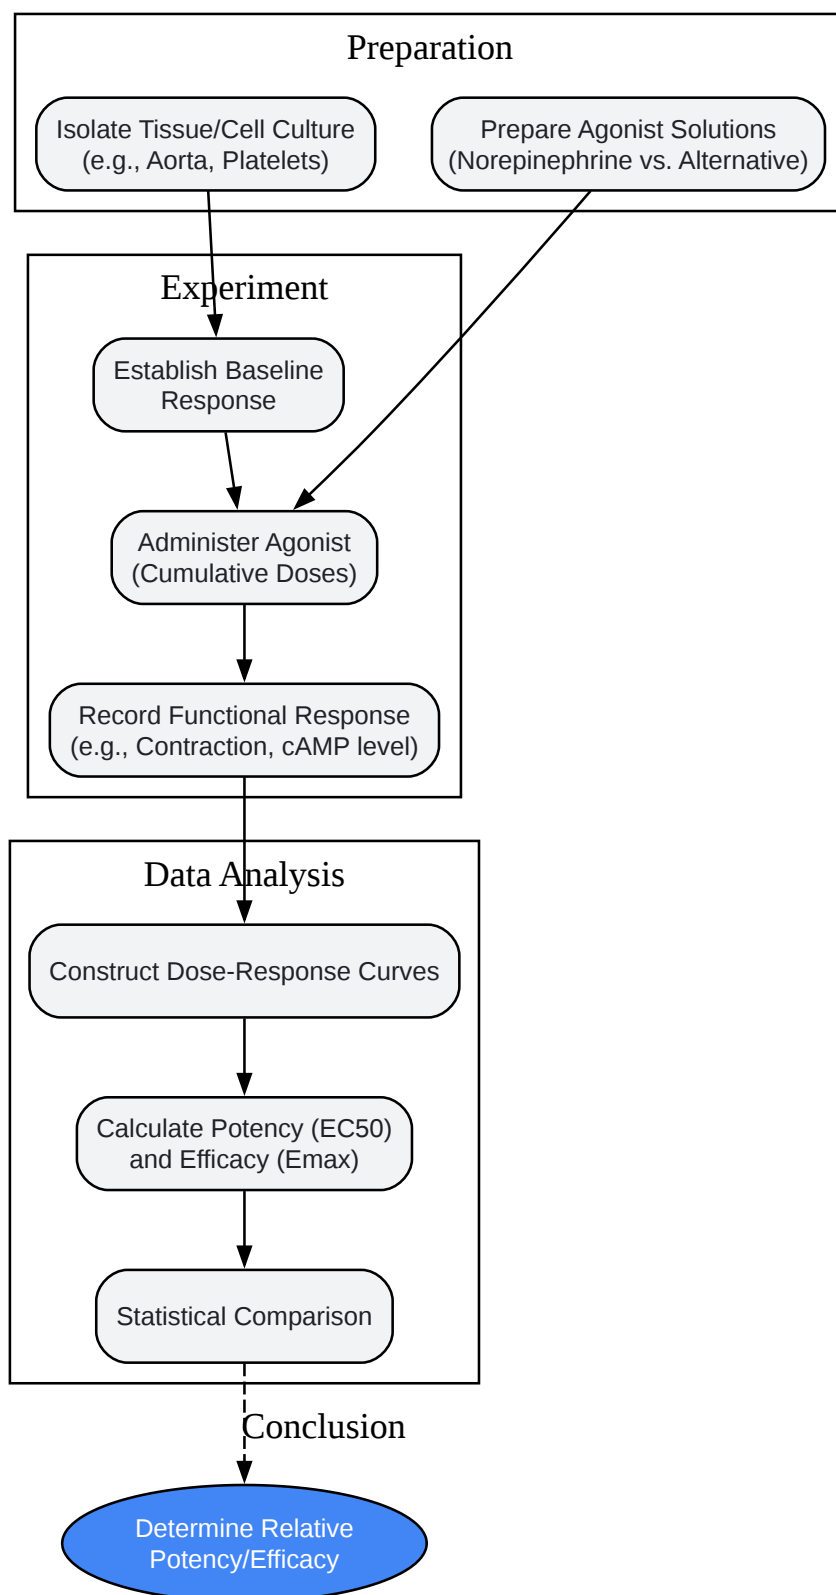 Preparation
Isolate Tissue/Cell Culture
(e.g., Aorta, Platelets)
Prepare Agonist Solutions
(Norepinephrine vs. Alternative)
Experiment
Establish Baseline
Response
Administer Agonist
(Cumulative Doses)
Record Functional Response
(e.g., Contraction, cAMP level)
Data Analysis
Construct Dose-Response Curves
Calculate Potency (EC50)
and Efficacy (Emax)
Statistical Comparison
Conclusion
Determine Relative
Potency/Efficacy